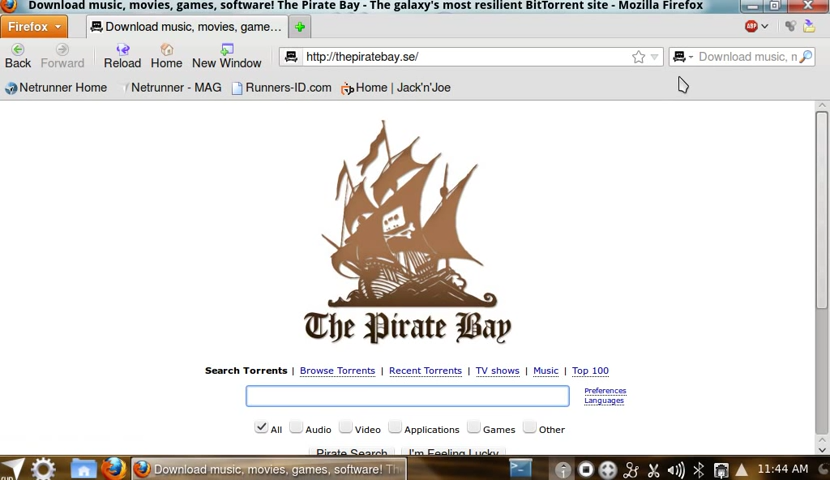 Download music, movies, games, software! The Pirate Bay - The galaxy's most resilient BitTorrent site - Mozilla Firefox
Firefox
Download music, movies, game...
ABP
Back
Forward
Reload
Home
New Window
http://thepiratebay.se/
Download music, n
Netrunner Home
Netrunner - MAG
Runners-ID.com
Home | Jack'n'Joe
The Pirate Bay
Search Torrents | Browse Torrents | Recent Torrents | TV shows | Music | Top 100
Preferences
Languages
All Audio Video Applications Games Other
Pirate Search I'm Feeling Lucky
Download music, movies, games, software! The
11:44 AM